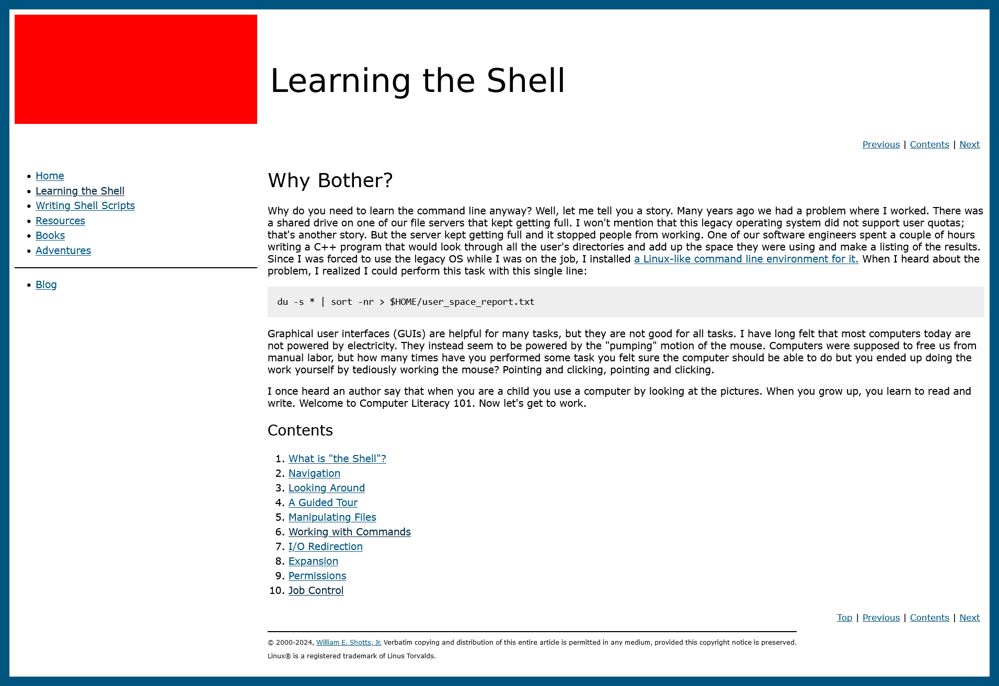 Learning the Shell
Previous | Contents | Next
• Home
• Learning the Shell
• Writing Shell Scripts
• Resources
• Books
• Adventures
• Blog
Why Bother?
Why do you need to learn the command line anyway? Well, let me tell you a story. Many years ago we had a problem where I worked. There was
a shared drive on one of our file servers that kept getting full. I won't mention that this legacy operating system did not support user quotas;
that's another story. But the server kept getting full and it stopped people from working. One of our software engineers spent a couple of hours
writing a C++ program that would look through all the user's directories and add up the space they were using and make a listing of the results.
Since I was forced to use the legacy OS while I was on the job, I installed a Linux-like command line environment for it. When I heard about the
problem, I realized I could perform this task with this single line:
du -s * | sort -nr > $HOME/user_space_report.txt
Graphical user interfaces (GUIs) are helpful for many tasks, but they are not good for all tasks. I have long felt that most computers today are
not powered by electricity. They instead seem to be powered by the "pumping" motion of the mouse. Computers were supposed to free us from
manual labor, but how many times have you performed some task you felt sure the computer should be able to do but you ended up doing the
work yourself by tediously working the mouse? Pointing and clicking, pointing and clicking.
I once heard an author say that when you are a child you use a computer by looking at the pictures. When you grow up, you learn to read and
write. Welcome to Computer Literacy 101. Now let's get to work.
Contents
1. What is "the Shell"?
2. Navigation
3. Looking Around
4. A Guided Tour
5. Manipulating Files
6. Working with Commands
7. I/O Redirection
8. Expansion
9. Permissions
10. Job Control
Top | Previous | Contents | Next
© 2000-2024, William E. Shotts, Jr. Verbatim copying and distribution of this entire article is permitted in any medium, provided this copyright notice is preserved.
Linux® is a registered trademark of Linus Torvalds.